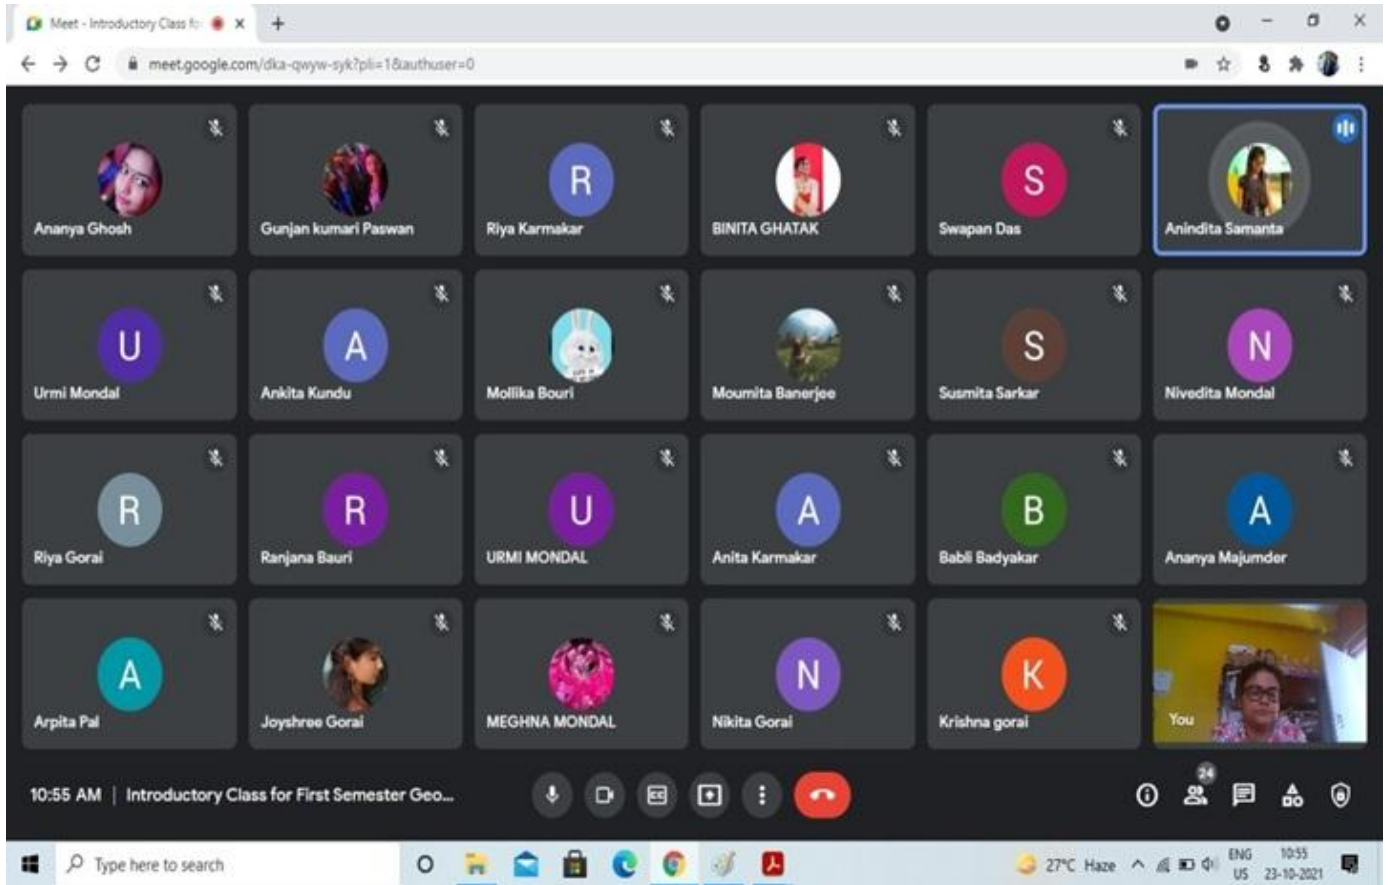 Meet - Introductory Class fo
meet.google.com/dka-qwyw-syk?pli=1&authuser=0
Ananya Ghosh
Gunjan kumari Paswan
R
Riya Karmakar
BINITA GHATAK
S
Swapan Das
Anindita Samanta
U
Urmi Mondal
A
Ankita Kundu
Mollika Bouri
Moumita Banerjee
S
Susmita Sarkar
N
Nivedita Mondal
R
Riya Gorai
R
Ranjana Bauri
U
URMI MONDAL
A
Anita Karmakar
B
Babli Badyakar
A
Ananya Majumder
A
Arpita Pal
Joyshree Gorai
MEGHNA MONDAL
N
Nikita Gorai
K
Krishna gorai
You
10:55 AM | Introductory Class for First Semester Geo...
CC
24
Type here to search
27°C Haze
ENG
US
10:55
23-10-2021